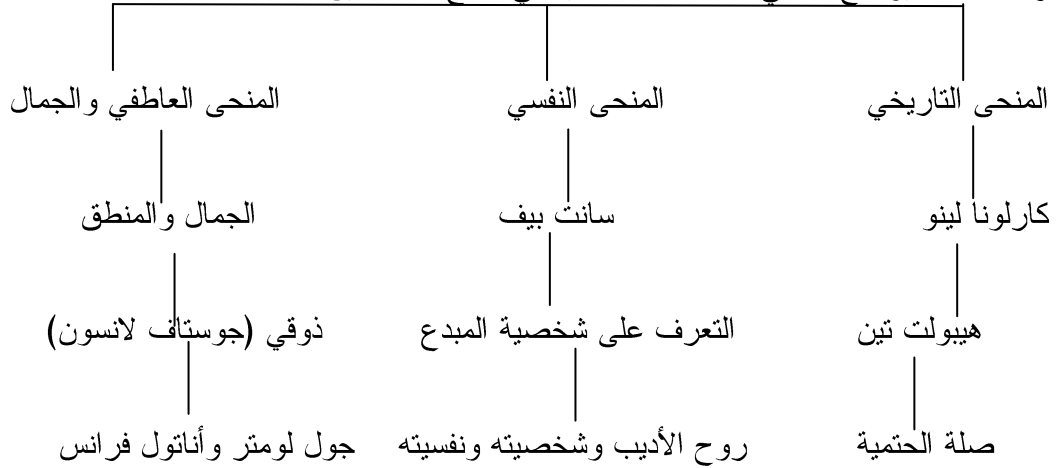 المنحى التاريخي المنحى النفسي المنحى العاطفي والجمال
كارلونا لينو سانت بيف الجمال والمنطق
هيبولت تين التعرف على شخصية المبدع ذوقي (جوستاف لانسون)
صلة الحتمية روح الأديب وشخصيته ونفسيته جول لومتر وأناتول فرانس